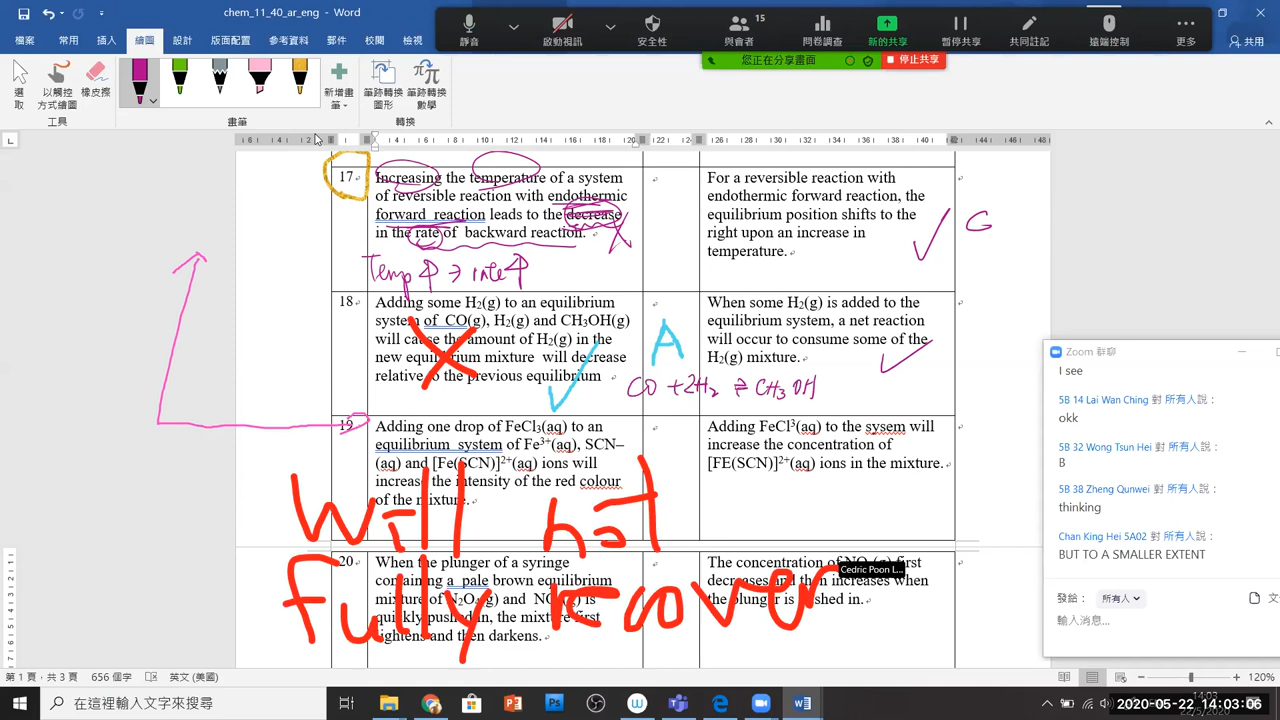 chem_11_40_ar_eng - Word
靜音
啟動視訊
安全性
15
與會者
問卷調查
新的共享
暫停共享
共同註記
遠端控制
更多
檔案
常用
插入
繪圖
設計
版面配置
參考資料
郵件
校閱
檢視
共用
您正在分享畫面
停止共享
選取
以觸控方式繪圖
橡皮擦
新增畫筆
筆跡轉換圖形
筆跡轉換數學
工具
畫筆
轉換
17
Increasing the temperature of a system
of reversible reaction with endothermic
forward reaction leads to the decrease
in the rate of backward reaction.
Temp ↑ → rate ↑
For a reversible reaction with
endothermic forward reaction, the
equilibrium position shifts to the
right upon an increase in
temperature.
18
Adding some H2(g) to an equilibrium
system of CO(g), H2(g) and CH3OH(g)
will cause the amount of H2(g) in the
new equilibrium mixture will decrease
relative to the previous equilibrium
A
When some H2(g) is added to the
equilibrium system, a net reaction
will occur to consume some of the
H2(g) mixture.
CO + 2H2 ⇌ CH3OH
19
Adding one drop of FeCl3(aq) to an
equilibrium system of Fe3+(aq), SCN–
(aq) and [Fe(SCN)]2+(aq) ions will
increase the intensity of the red colour
of the mixture.
Adding FeCl3(aq) to the sysem will
increase the concentration of
[FE(SCN)]2+(aq) ions in the mixture.
will not
fully recover
20
When the plunger of a syringe
containing a pale brown equilibrium
mixture of N2O4(g) and NO2(g) is
quickly pushed in, the mixture first
lightens and then darkens.
The concentration of NO2(g) first
decreases and then increases when
the plunger is pushed in.
Cedric Poon L...
Zoom 群聊
I see
5B 14 Lai Wan Ching 對 所有人說：
okk
5B 32 Wong Tsun Hei 對 所有人說：
B
5B 38 Zheng Qunwei 對 所有人說：
thinking
Chan King Hei 5A02 對 所有人說：
BUT TO A SMALLER EXTENT
發給：
所有人
輸入消息...
第 1 頁，共 3 頁
656 個字
英文 (美國)
120%
在這裡輸入文字來搜尋
2020-05-22 14:03:06